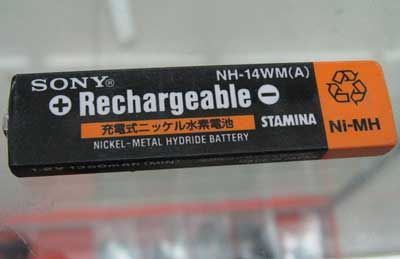 SONY®
NH-14WM(A)
+ Rechargeable -
充電式ニッケル水素電池
STAMINA
NICKEL-METAL HYDRIDE BATTERY
Ni-MH